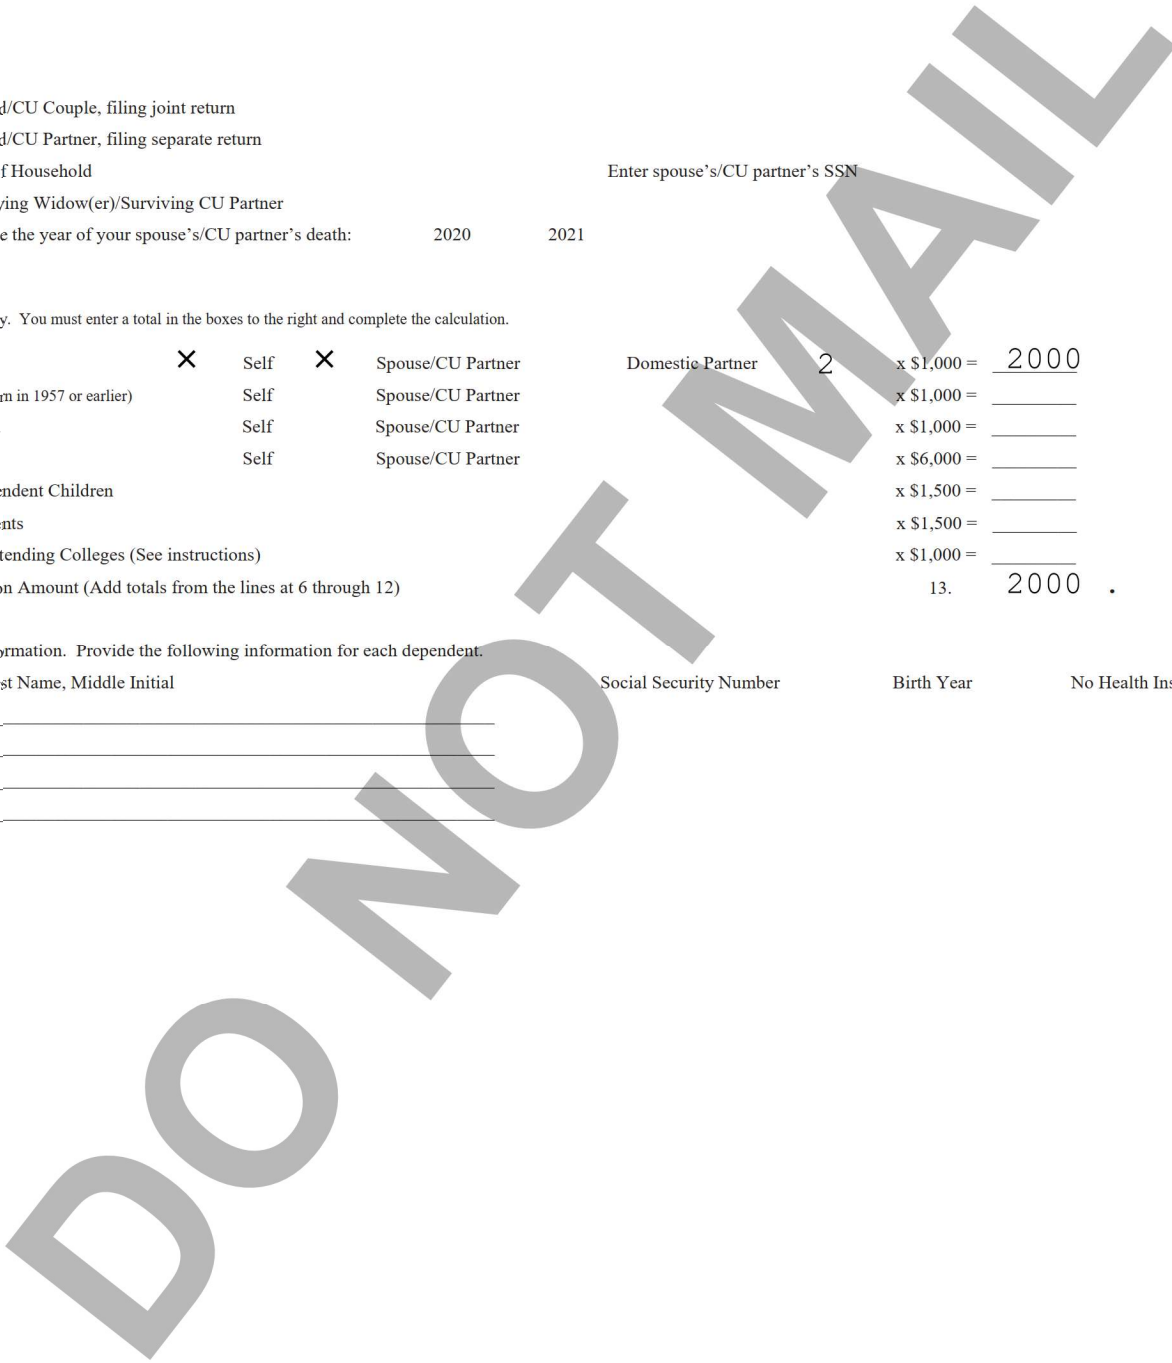 d/CU Couple, filing joint return
d/CU Partner, filing separate return
f Household Enter spouse’s/CU partner’s SSN
ying Widow(er)/Surviving CU Partner
e the year of your spouse’s/CU partner’s death: 2020 2021
y. You must enter a total in the boxes to the right and complete the calculation.
× Self × Spouse/CU Partner Domestic Partner 2 x $1,000 = 2000
rn in 1957 or earlier) Self Spouse/CU Partner x $1,000 =
Self Spouse/CU Partner x $1,000 =
Self Spouse/CU Partner x $6,000 =
endent Children x $1,500 =
ents x $1,500 =
tending Colleges (See instructions) x $1,000 =
on Amount (Add totals from the lines at 6 through 12) 13. 2000 .
ormation. Provide the following information for each dependent.
st Name, Middle Initial Social Security Number Birth Year No Health Ins
DO NOT MAIL